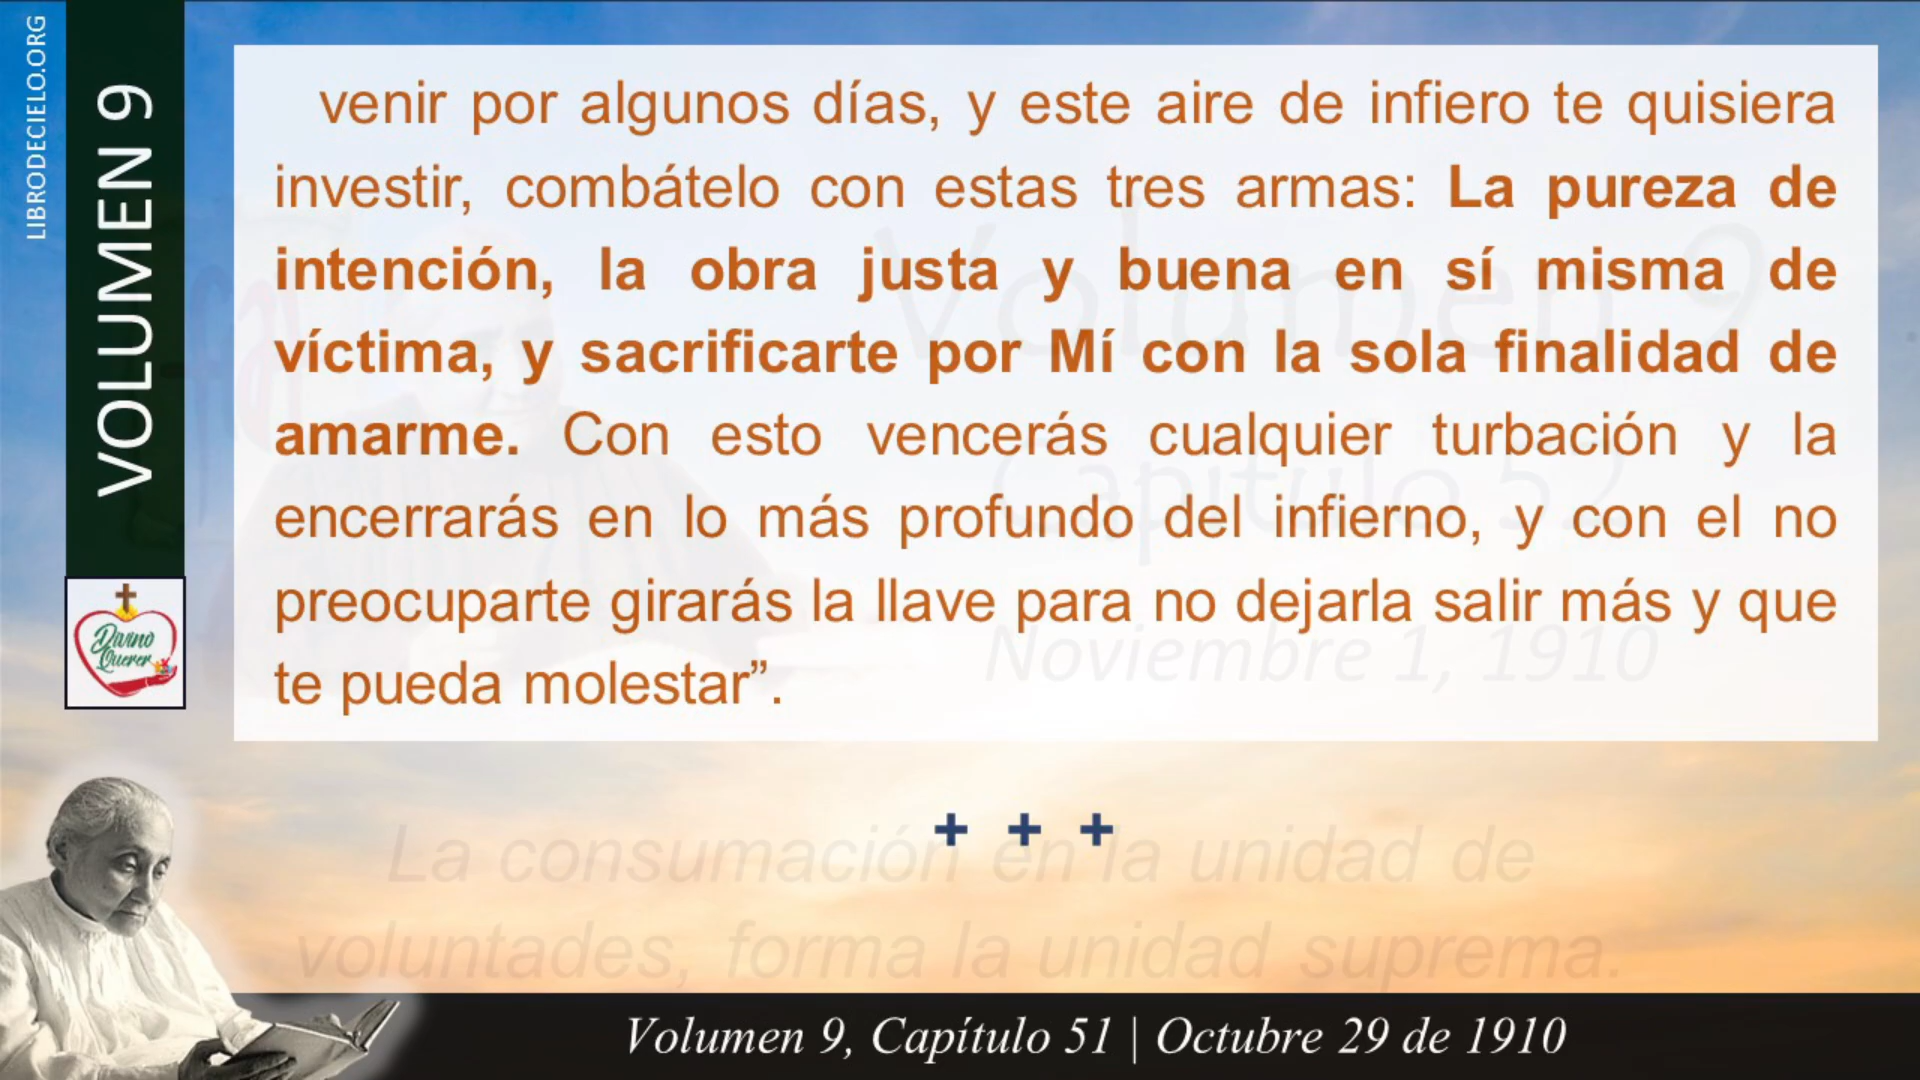 LIBRODECIELO.ORG
VOLUMEN 9
Divino
Querer
venir por algunos días, y este aire de infiero te quisiera
investir, combátelo con estas tres armas: La pureza de
intención, la obra justa y buena en sí misma de
víctima, y sacrificarte por Mí con la sola finalidad de
amarme. Con esto vencerás cualquier turbación y la
encerrarás en lo más profundo del infierno, y con el no
preocuparte girarás la llave para no dejarla salir más y que
te pueda molestar”.
+ + +
Volumen 9
Capítulo 52
Noviembre 1, 1910
La consumación en la unidad de
voluntades, forma la unidad suprema.
Volumen 9, Capítulo 51 | Octubre 29 de 1910